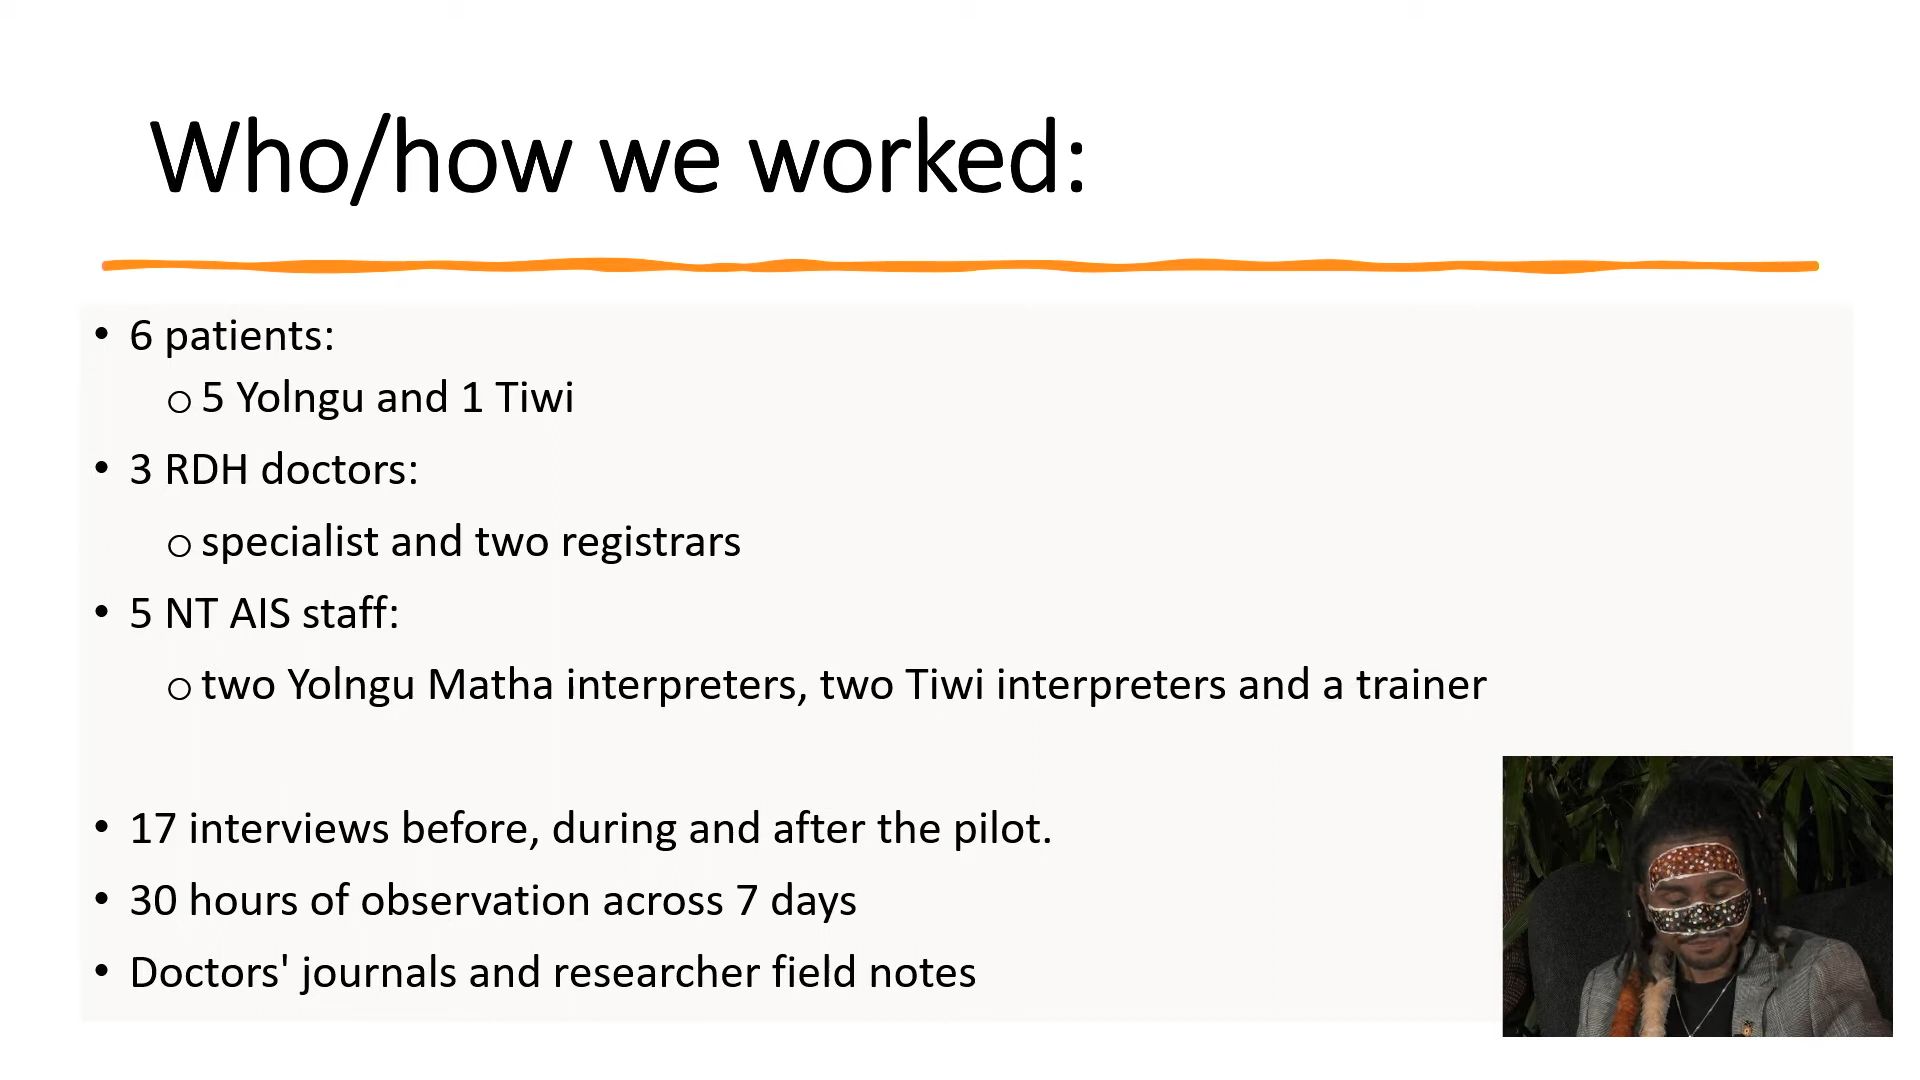 Who/how we worked:
• 6 patients:
o 5 Yolngu and 1 Tiwi
• 3 RDH doctors:
o specialist and two registrars
• 5 NT AIS staff:
o two Yolngu Matha interpreters, two Tiwi interpreters and a trainer
• 17 interviews before, during and after the pilot.
• 30 hours of observation across 7 days
• Doctors' journals and researcher field notes